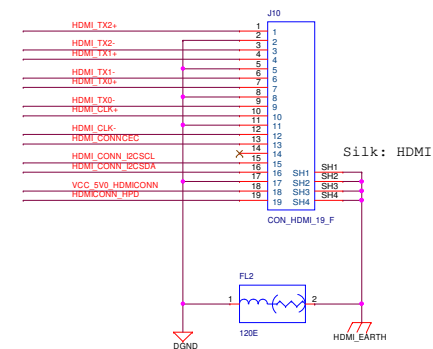 J10
HDMI_TX2+
1 1
2 2
HDMI_TX2-
3 3
HDMI_TX1+
4 4
5 5
HDMI_TX1-
6 6
HDMI_TX0+
7 7
8 8
HDMI_TX0-
9 9
HDMI_CLK+
10 10
11 11
HDMI_CLK-
12 12
HDMI_CONNCEC
13 13
14 14
HDMI_CONN_I2CSCL
15 15
HDMI_CONN_I2CSDA
16 16 SH1 SH1
17 17 SH2 SH2
VCC_5V0_HDMICONN
18 18 SH3 SH3
HDMICONN_HPD
19 19 SH4 SH4
Silk: HDMI
CON_HDMI_19_F
FL2
1 2
120E
DGND
HDMI_EARTH